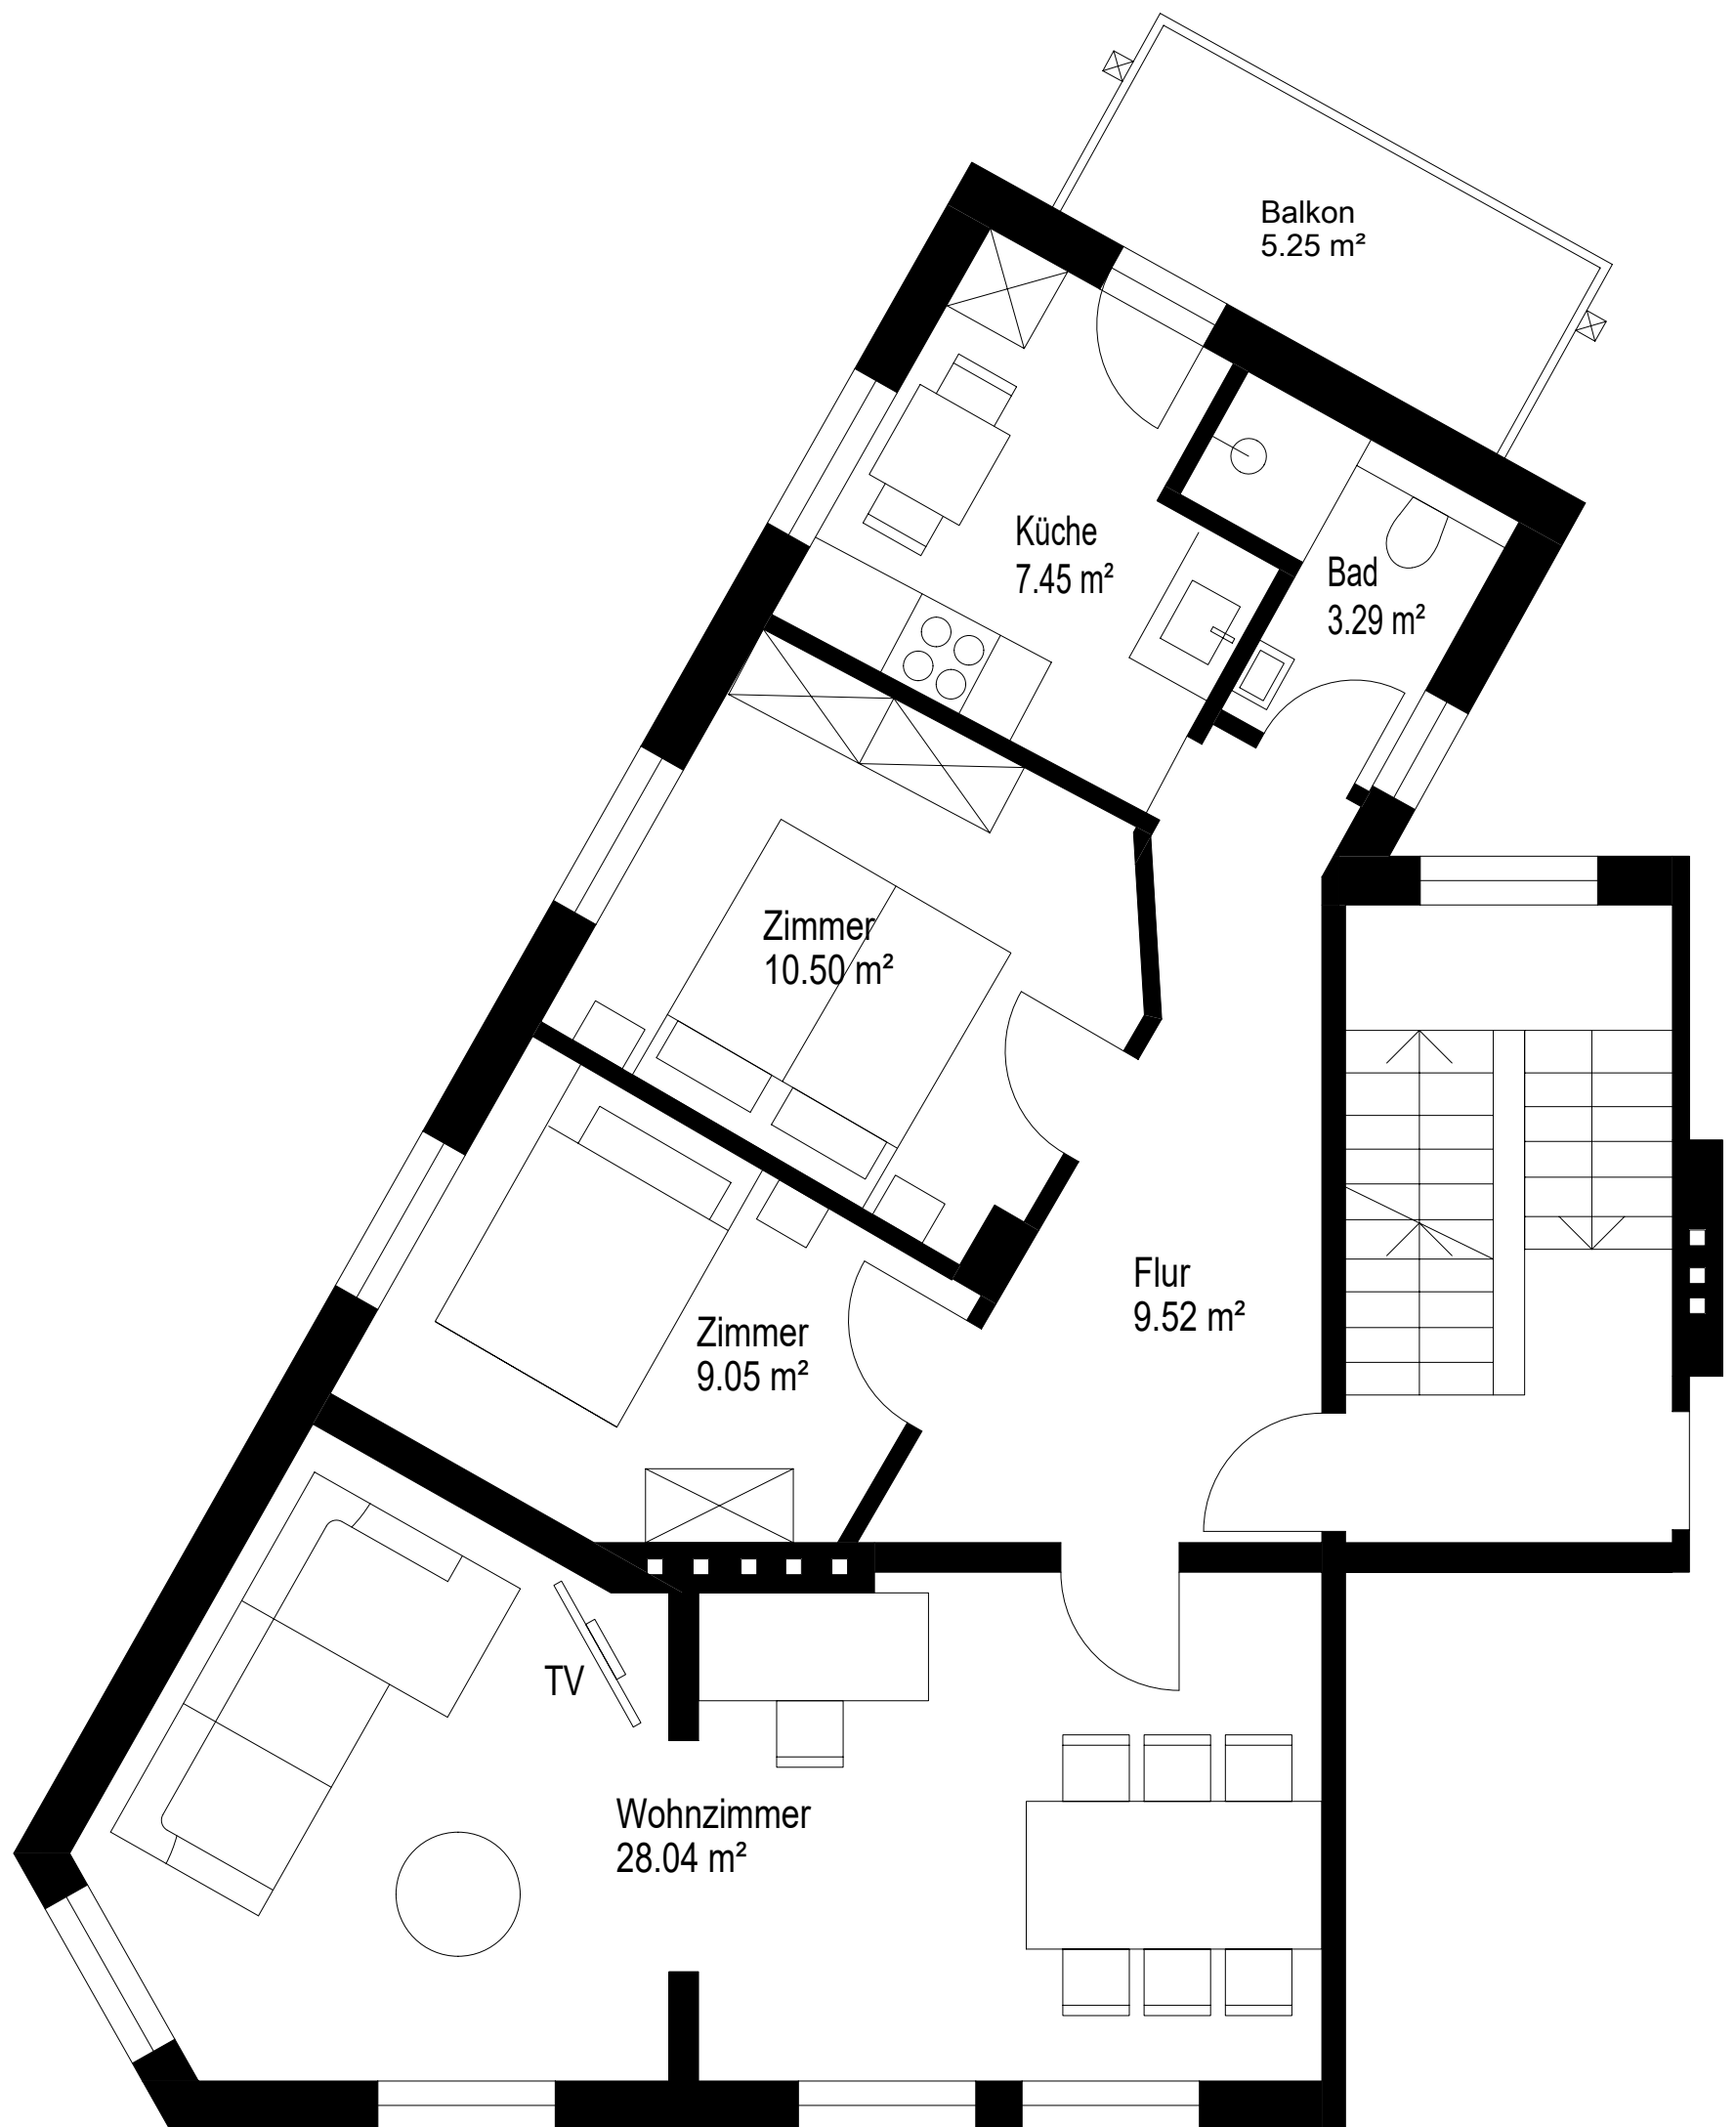 Balkon
5.25 m²
Küche
7.45 m²
Bad
3.29 m²
Zimmer
10.50 m²
Flur
9.52 m²
Zimmer
9.05 m²
TV
Wohnzimmer
28.04 m²